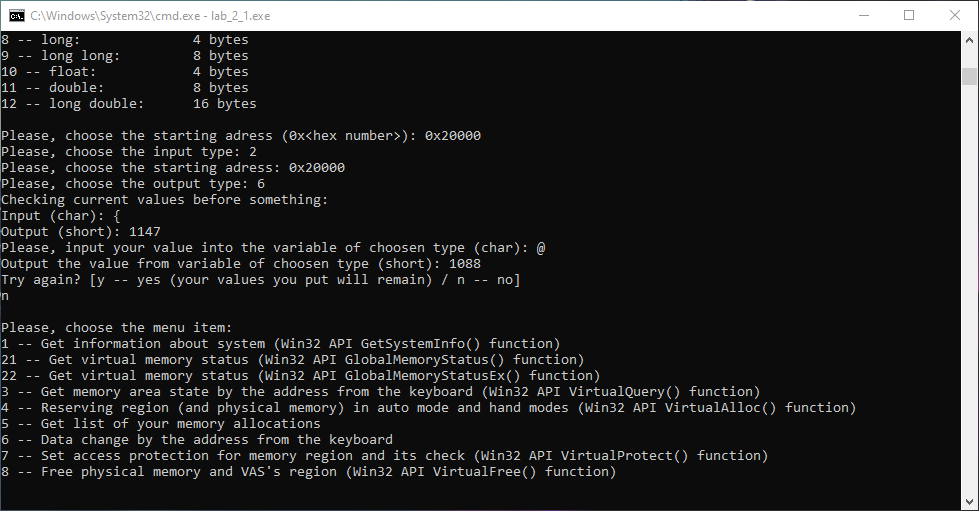 C:\Windows\System32\cmd.exe - lab_2_1.exe
8 -- long: 4 bytes
9 -- long long: 8 bytes
10 -- float: 4 bytes
11 -- double: 8 bytes
12 -- long double: 16 bytes
Please, choose the starting adress (0x<hex number>): 0x20000
Please, choose the input type: 2
Please, choose the starting adress: 0x20000
Please, choose the output type: 6
Checking current values before something:
Input (char): {
Output (short): 1147
Please, input your value into the variable of choosen type (char): @
Output the value from variable of choosen type (short): 1088
Try again? [y -- yes (your values you put will remain) / n -- no]
n
Please, choose the menu item:
1 -- Get information about system (Win32 API GetSystemInfo() function)
21 -- Get virtual memory status (Win32 API GlobalMemoryStatus() function)
22 -- Get virtual memory status (Win32 API GlobalMemoryStatusEx() function)
3 -- Get memory area state by the address from the keyboard (Win32 API VirtualQuery() function)
4 -- Reserving region (and physical memory) in auto mode and hand modes (Win32 API VirtualAlloc() function)
5 -- Get list of your memory allocations
6 -- Data change by the address from the keyboard
7 -- Set access protection for memory region and its check (Win32 API VirtualProtect() function)
8 -- Free physical memory and VAS's region (Win32 API VirtualFree() function)